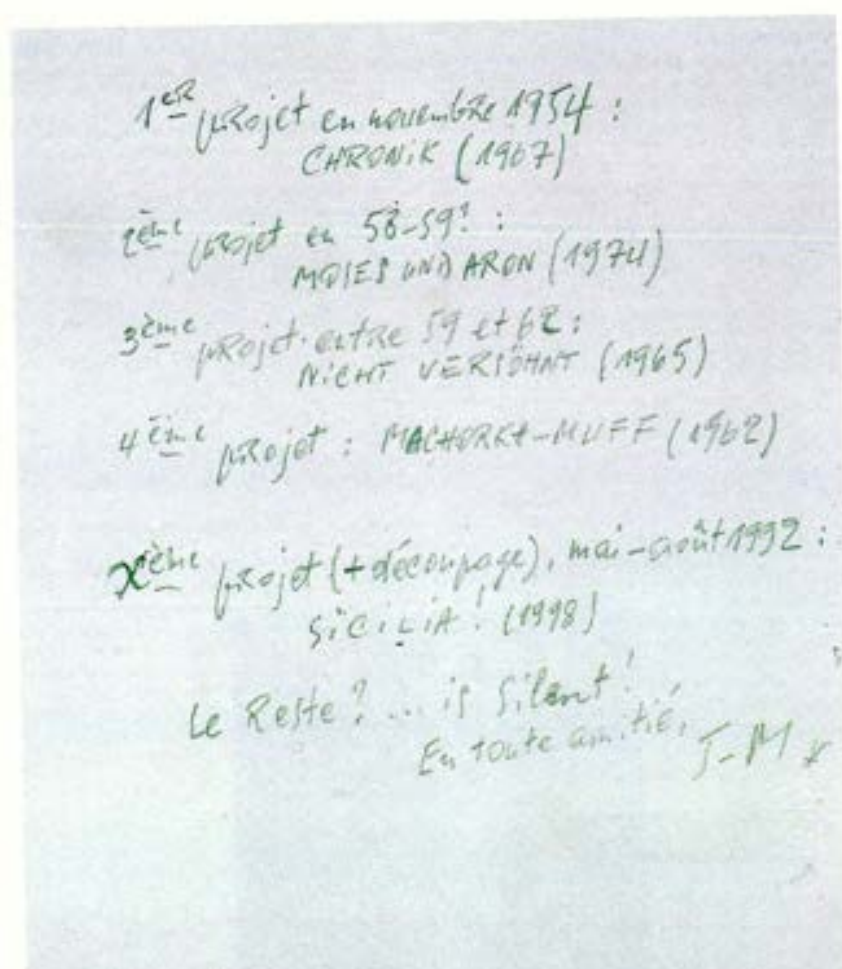 1er projet en novembre 1954 :
CHRONiK (1967)
2ème projet en 58-59? :
MOSES UND ARON (1974)
3ème projet entre 59 et 62 :
NiCHT VERSÖHNT (1965)
4ème projet : MACHORKA-MUFF (1962)
Xème projet (+ découpage), mai-août 1992 :
SiCiLiA! (1998)
Le Reste? ... is silent!
En toute amitié,
J-M